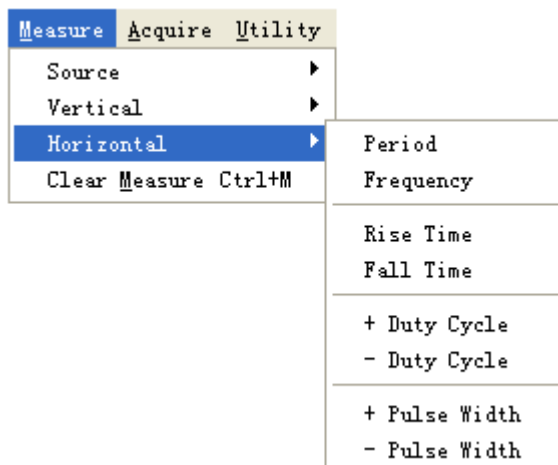 Measure Acquire Utility
Source
Vertical
Horizontal
Clear Measure Ctrl+M
Period
Frequency
Rise Time
Fall Time
+ Duty Cycle
- Duty Cycle
+ Pulse Width
- Pulse Width